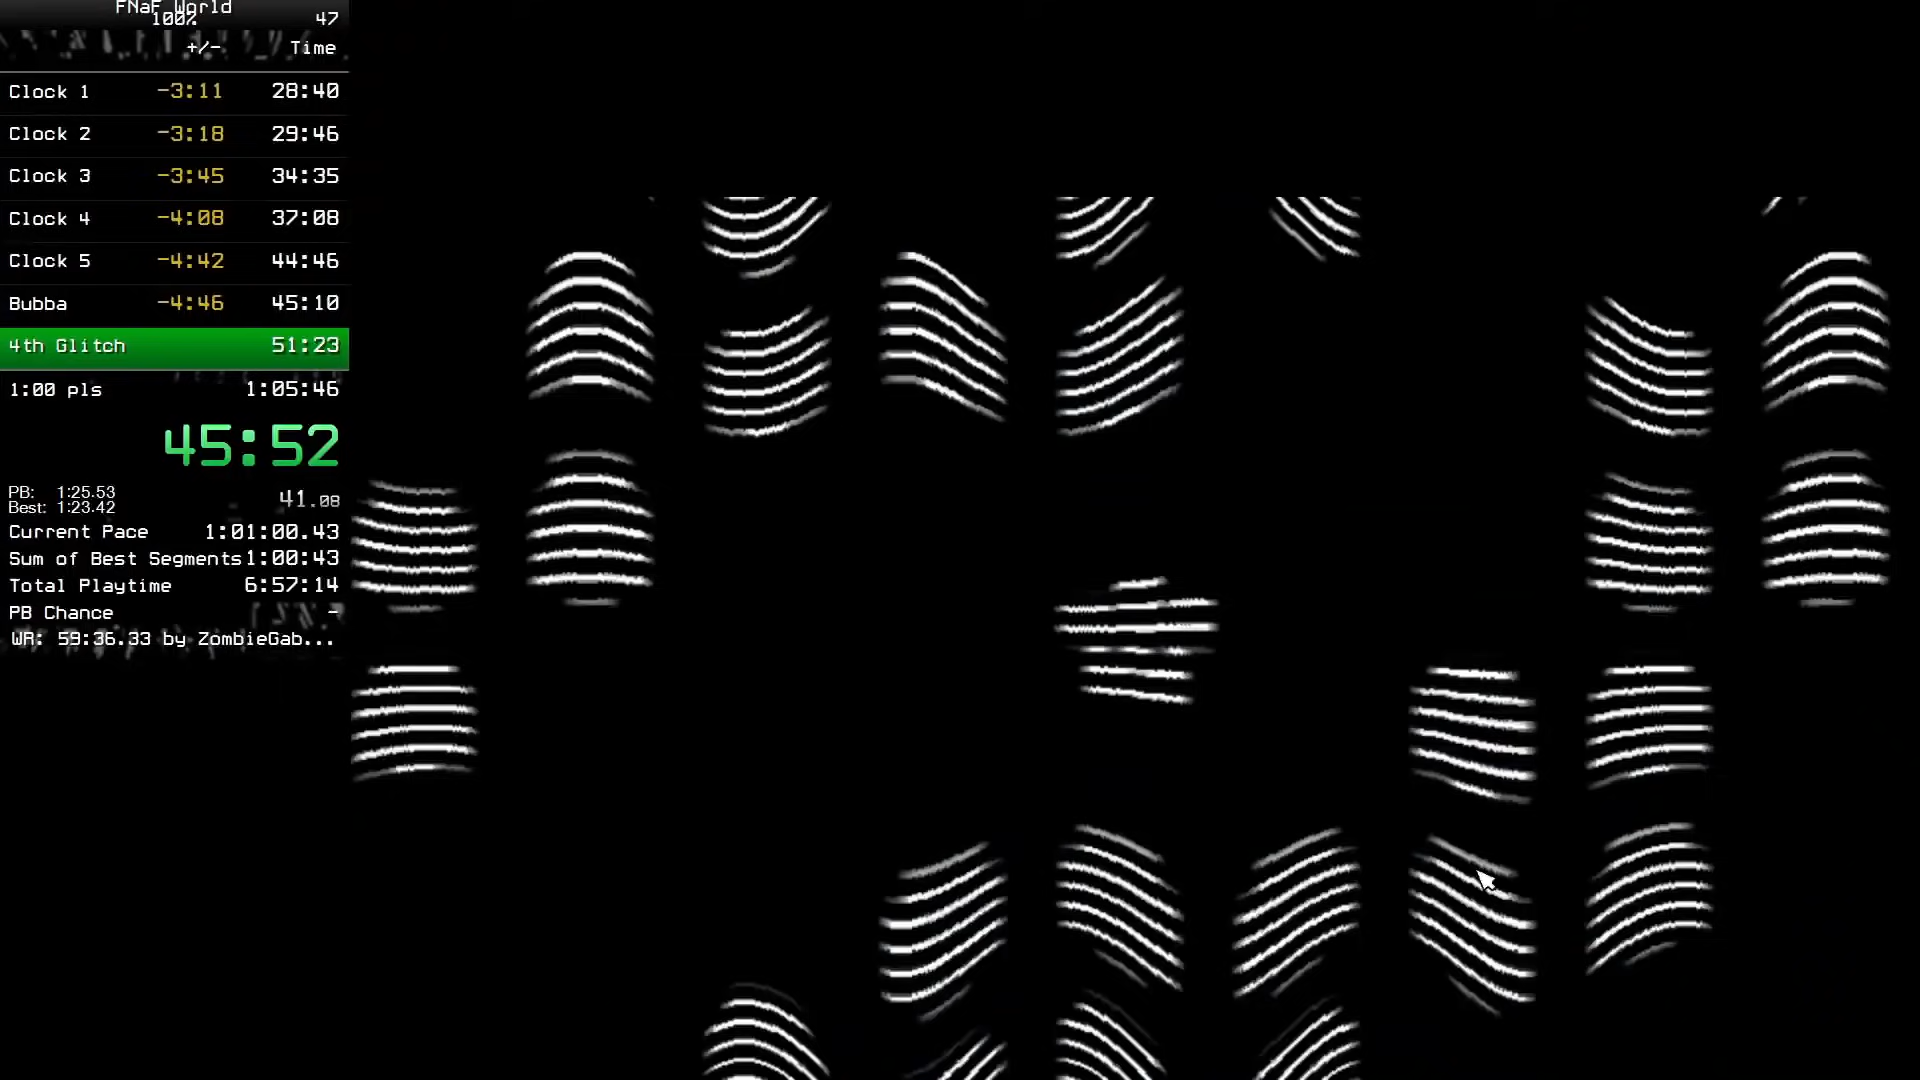 FNaF World
100% 47
+/- Time
Clock 1 -3:11 28:40
Clock 2 -3:18 29:46
Clock 3 -3:45 34:35
Clock 4 -4:08 37:08
Clock 5 -4:42 44:46
Bubba -4:46 45:10
4th Glitch 51:23
1:00 pls 1:05:46
45:52
PB: 1:25.53 41.08
Best: 1:23.42
Current Pace 1:01:00.43
Sum of Best Segments 1:00:43
Total Playtime 6:57:14
PB Chance -
WR: 59:36.33 by ZombieGab...